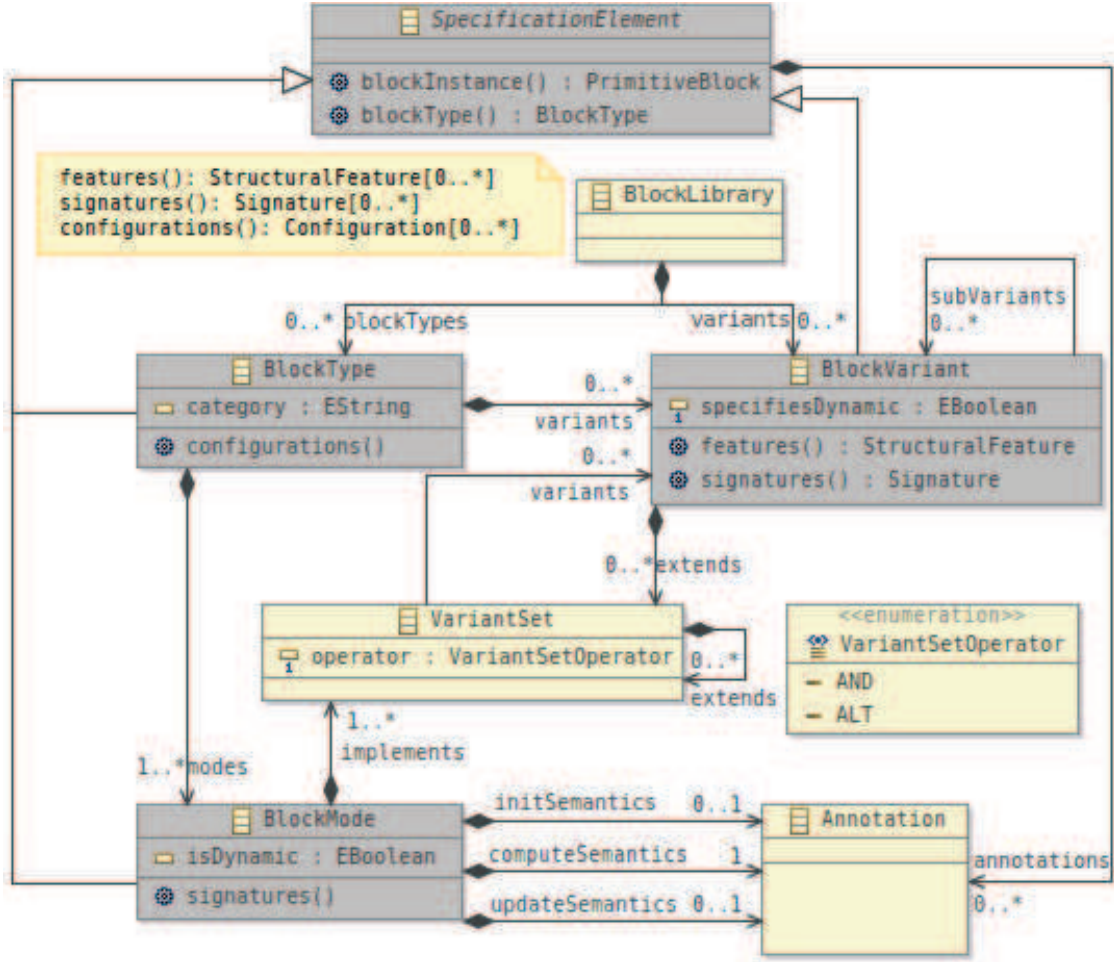 SpecificationElement
blockInstance() : PrimitiveBlock
blockType() : BlockType
features(): StructuralFeature[0..*]
signatures(): Signature[0..*]
configurations(): Configuration[0..*]
BlockLibrary
0..* blockTypes
variants 0..*
subVariants
0..*
BlockType
category : EString
configurations()
0..*
variants
0..*
variants
BlockVariant
specifiesDynamic : EBoolean
features() : StructuralFeature
signatures() : Signature
0..* extends
VariantSet
operator : VariantSetOperator
0..*
extends
<<enumeration>>
VariantSetOperator
AND
ALT
1..*
implements
1..* modes
BlockMode
isDynamic : EBoolean
signatures()
initSemantics 0..1
computeSemantics 1
updateSemantics 0..1
Annotation
annotations
0..*